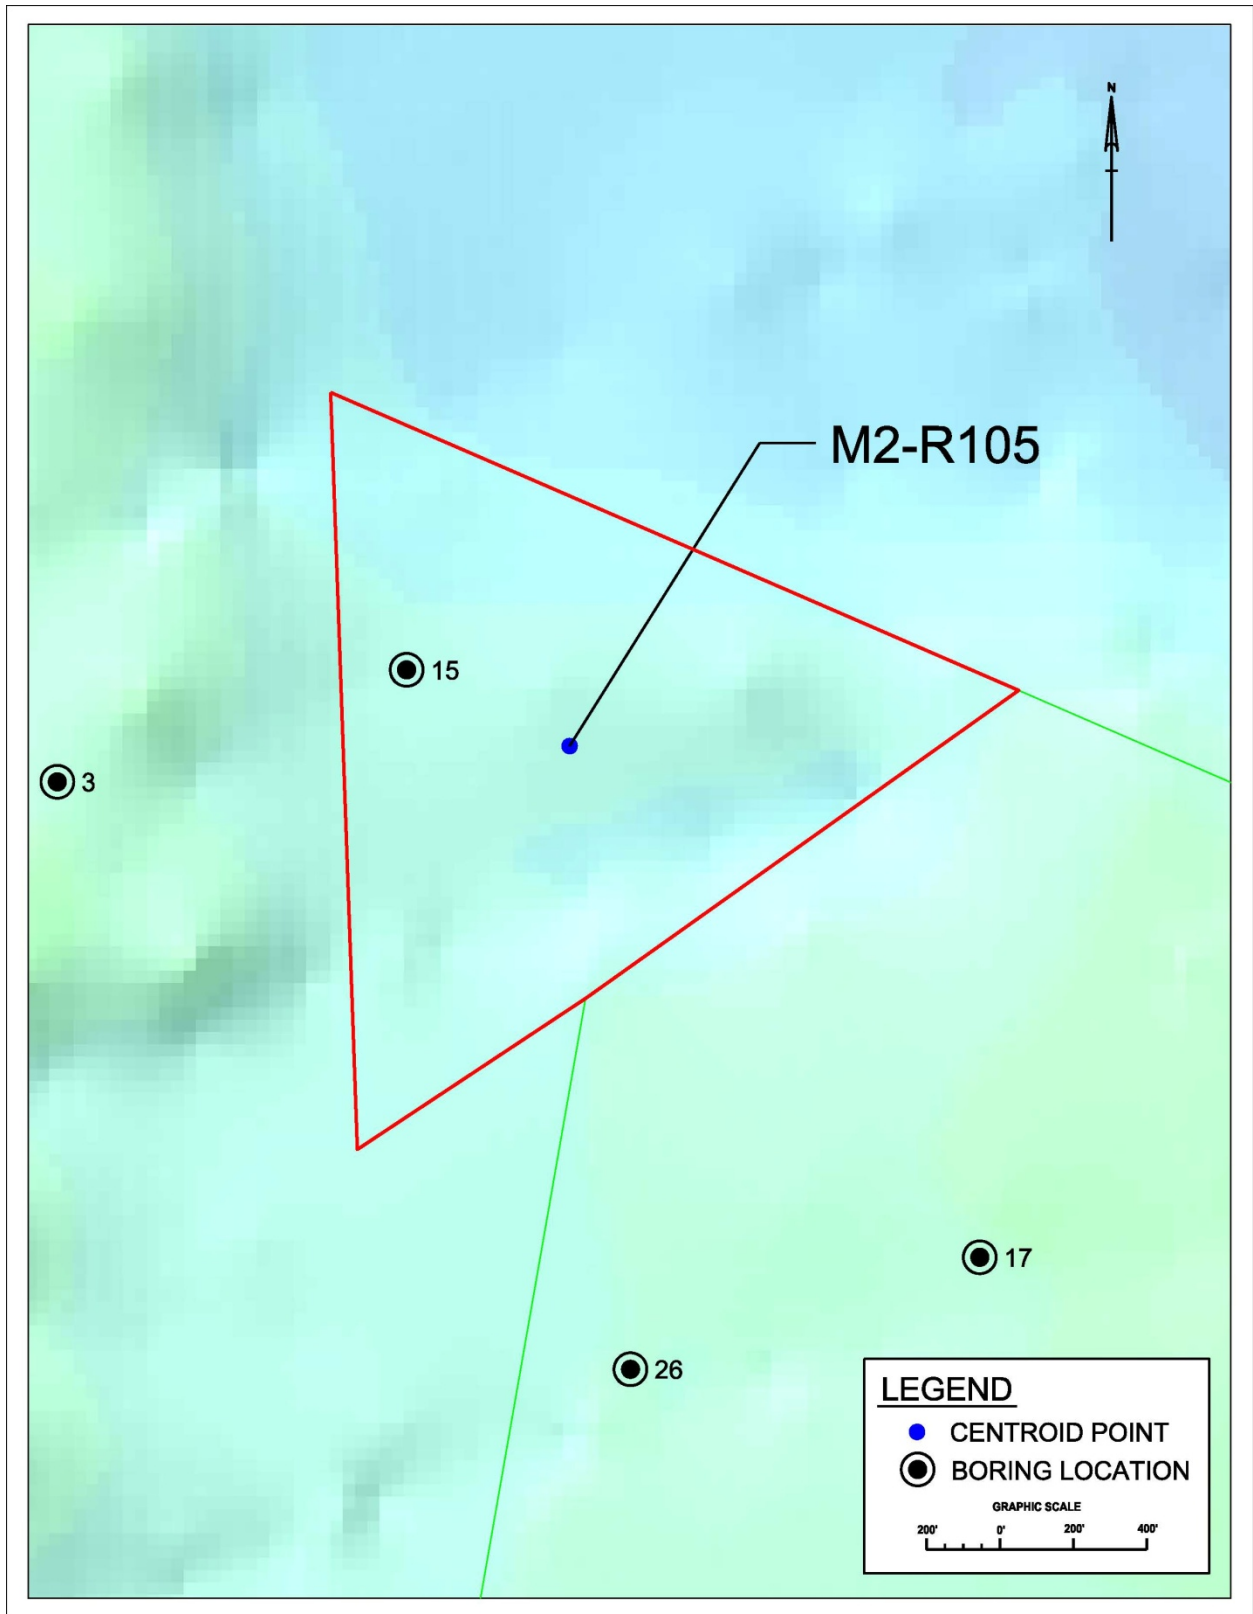 N
M2-R105
15
3
17
26
LEGEND
CENTROID POINT
BORING LOCATION
GRAPHIC SCALE
200' 0' 200' 400'